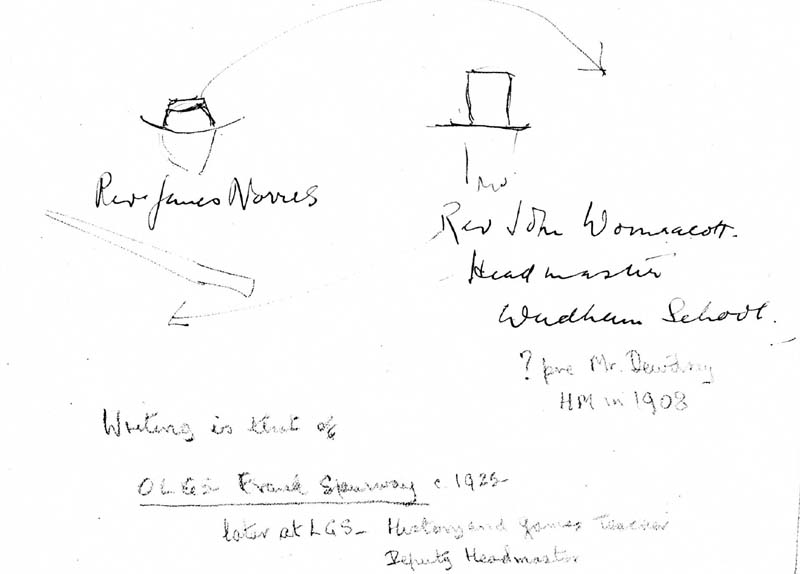 Rev. James Norris
Rev John Wonnacott.
Headmaster
Wyndham School.
? pre Mr. Dewdney
HM in 1908
Writing is that of
OLGS Frank Spurway c. 1925
later at LGS - History and Games Teacher
Deputy Headmaster